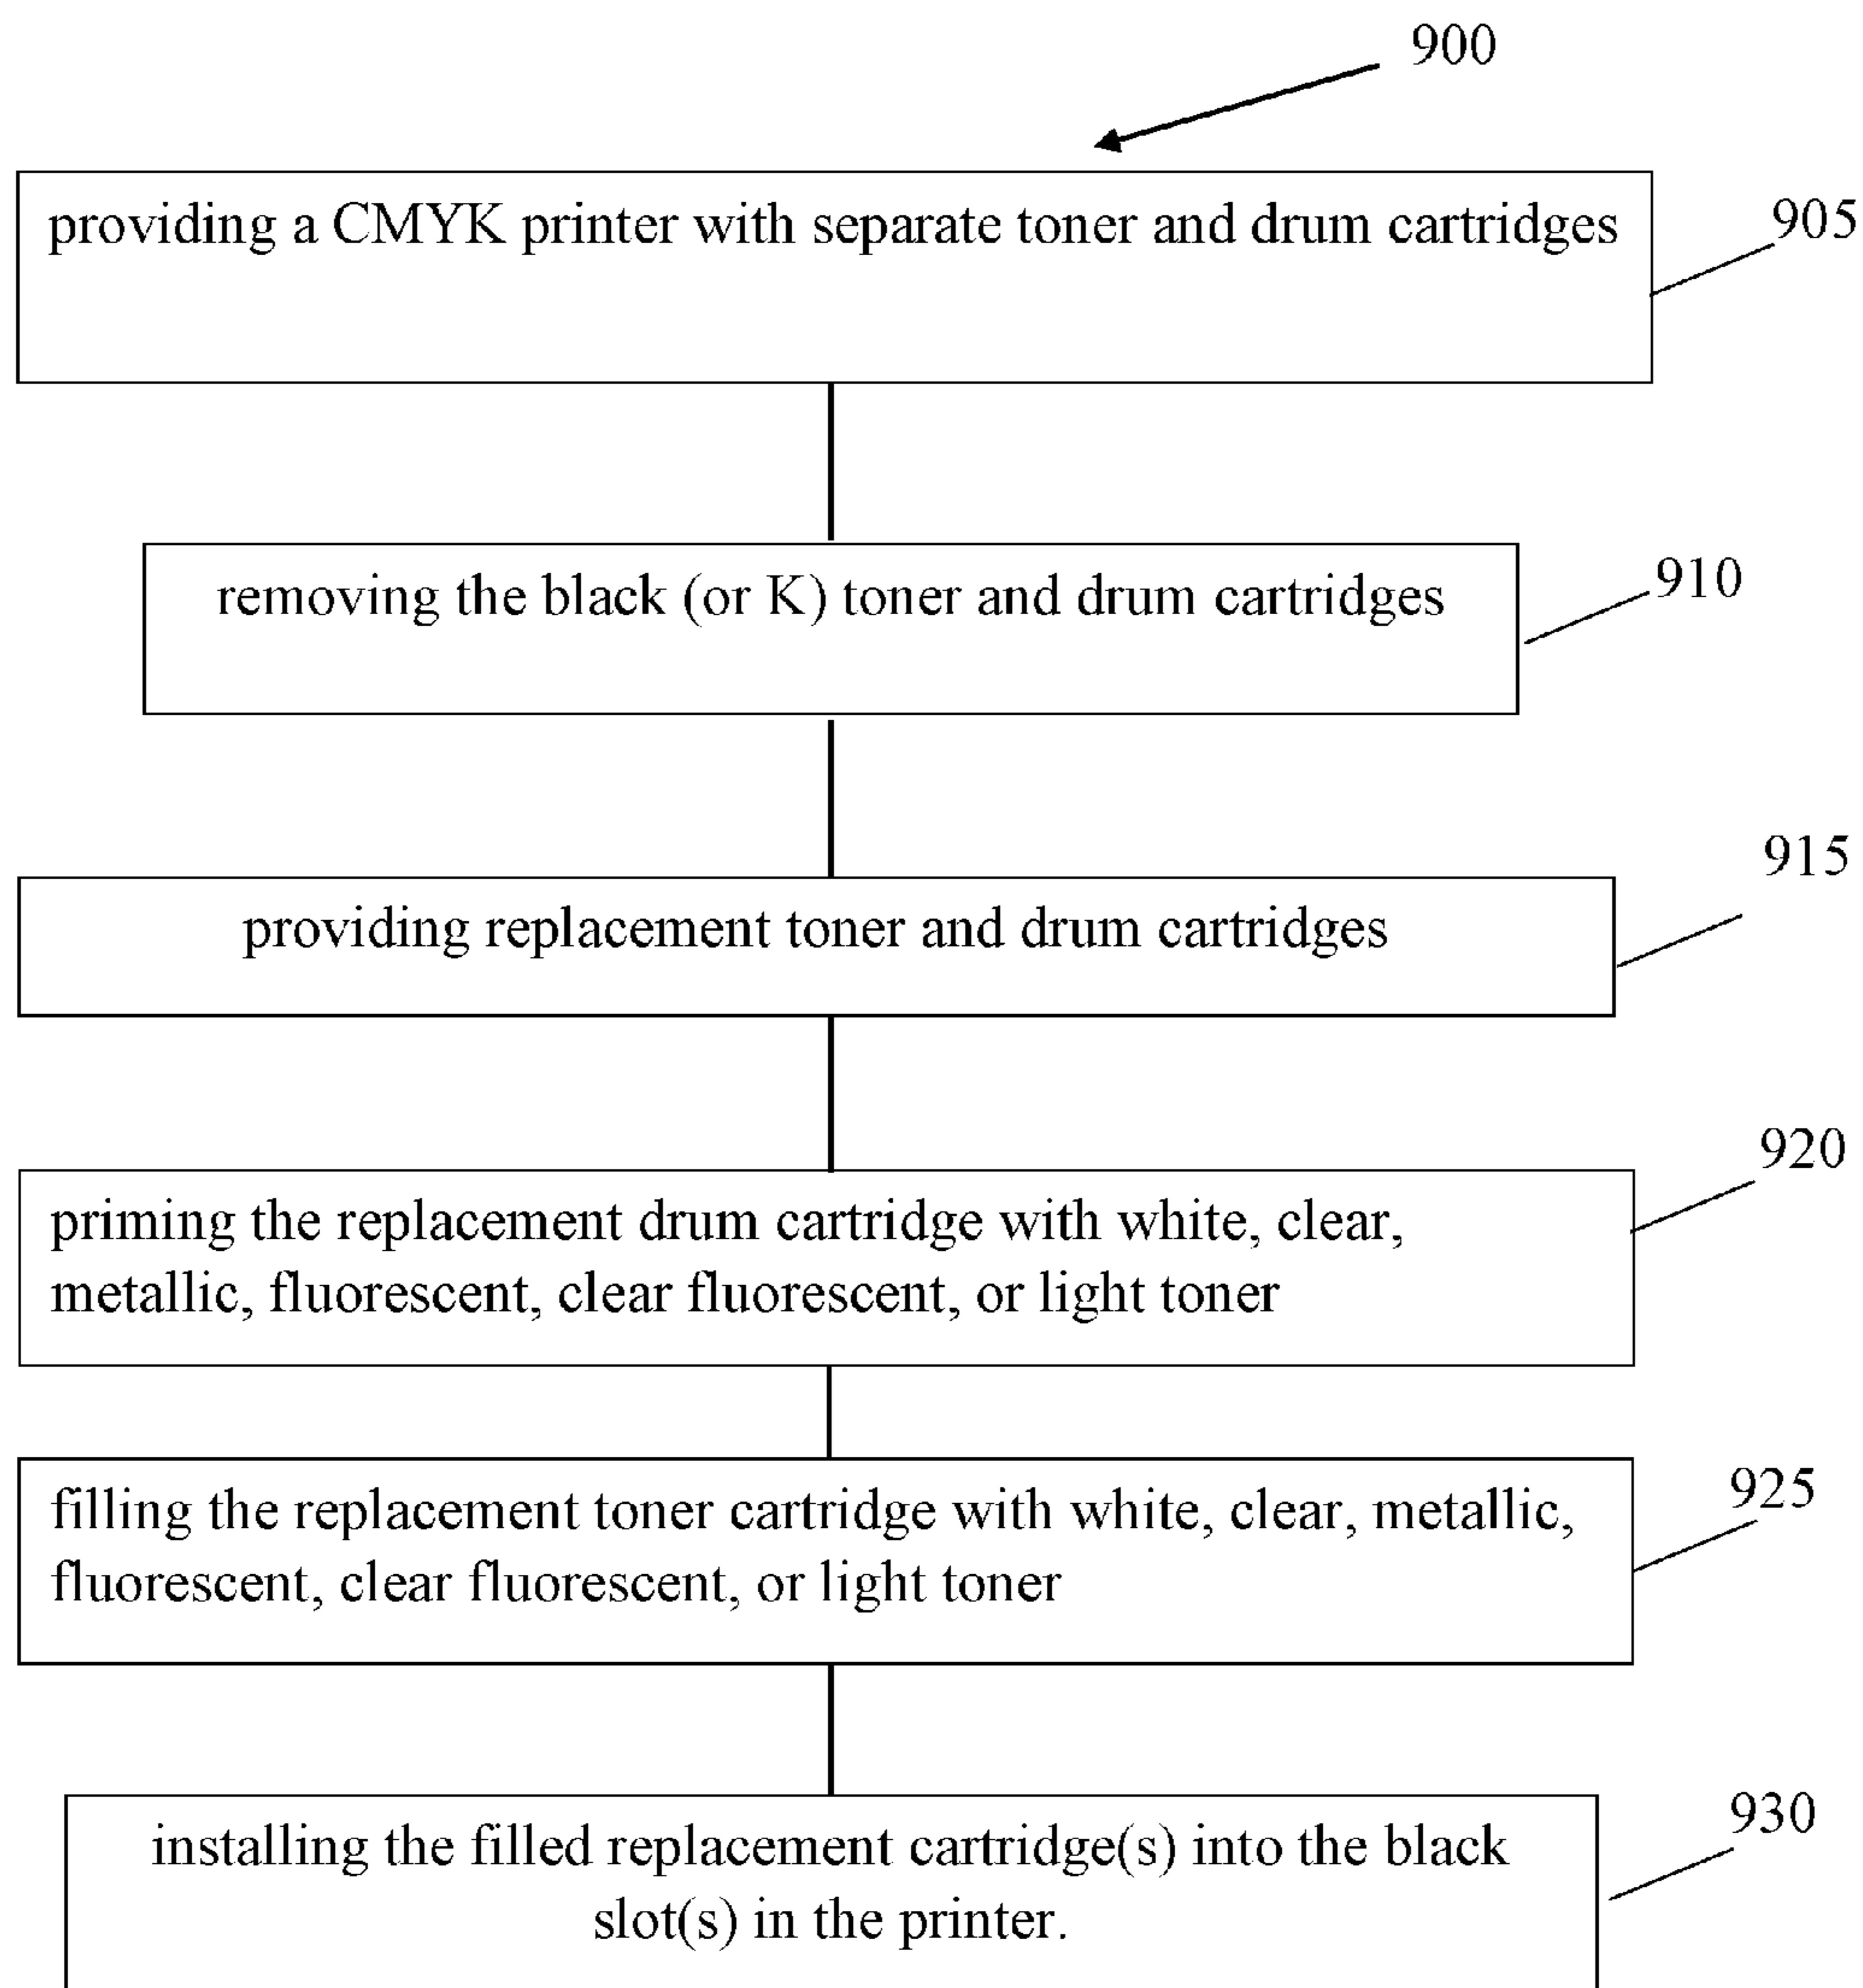 900
providing a CMYK printer with separate toner and drum cartridges
905
removing the black (or K) toner and drum cartridges
910
915
providing replacement toner and drum cartridges
920
priming the replacement drum cartridge with white, clear,
metallic, fluorescent, clear fluorescent, or light toner
925
filling the replacement toner cartridge with white, clear, metallic,
fluorescent, clear fluorescent, or light toner
930
installing the filled replacement cartridge(s) into the black
slot(s) in the printer.